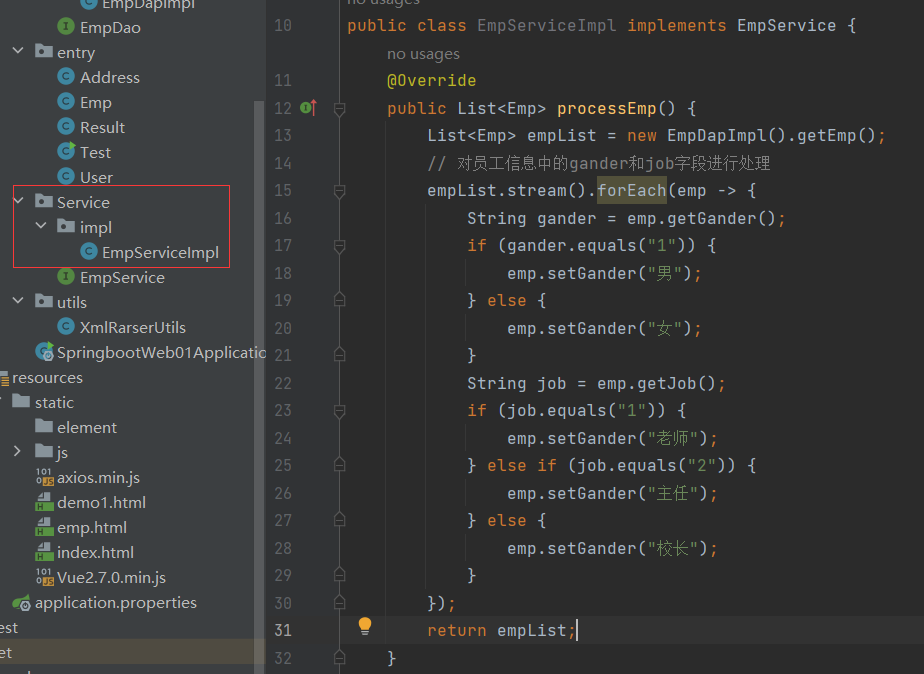 EmpDapImpl
EmpDao
entry
Address
Emp
Result
Test
User
Service
impl
EmpServiceImpl
EmpService
utils
XmlRarserUtils
SpringbootWeb01Applicatio
resources
static
element
js
axios.min.js
demo1.html
emp.html
index.html
Vue2.7.0.min.js
application.properties
est
et
no usages
10 public class EmpServiceImpl implements EmpService {
no usages
11 @Override
12 public List<Emp> processEmp() {
13 List<Emp> empList = new EmpDapImpl().getEmp();
14 // 对员工信息中的gander和job字段进行处理
15 empList.stream().forEach(emp -> {
16 String gander = emp.getGander();
17 if (gander.equals("1")) {
18 emp.setGander("男");
19 } else {
20 emp.setGander("女");
21 }
22 String job = emp.getJob();
23 if (job.equals("1")) {
24 emp.setGander("老师");
25 } else if (job.equals("2")) {
26 emp.setGander("主任");
27 } else {
28 emp.setGander("校长");
29 }
30 });
31 return empList;
32 }